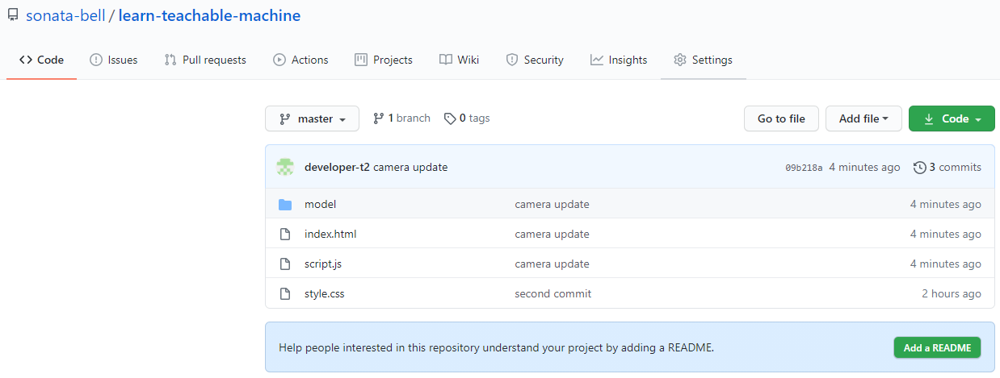 sonata-bell / learn-teachable-machine
Code Issues Pull requests Actions Projects Wiki Security Insights Settings
master 1 branch 0 tags Go to file Add file Code
developer-t2 camera update 09b218a 4 minutes ago 3 commits
model camera update 4 minutes ago
index.html camera update 4 minutes ago
script.js camera update 4 minutes ago
style.css second commit 2 hours ago
Help people interested in this repository understand your project by adding a README. Add a README